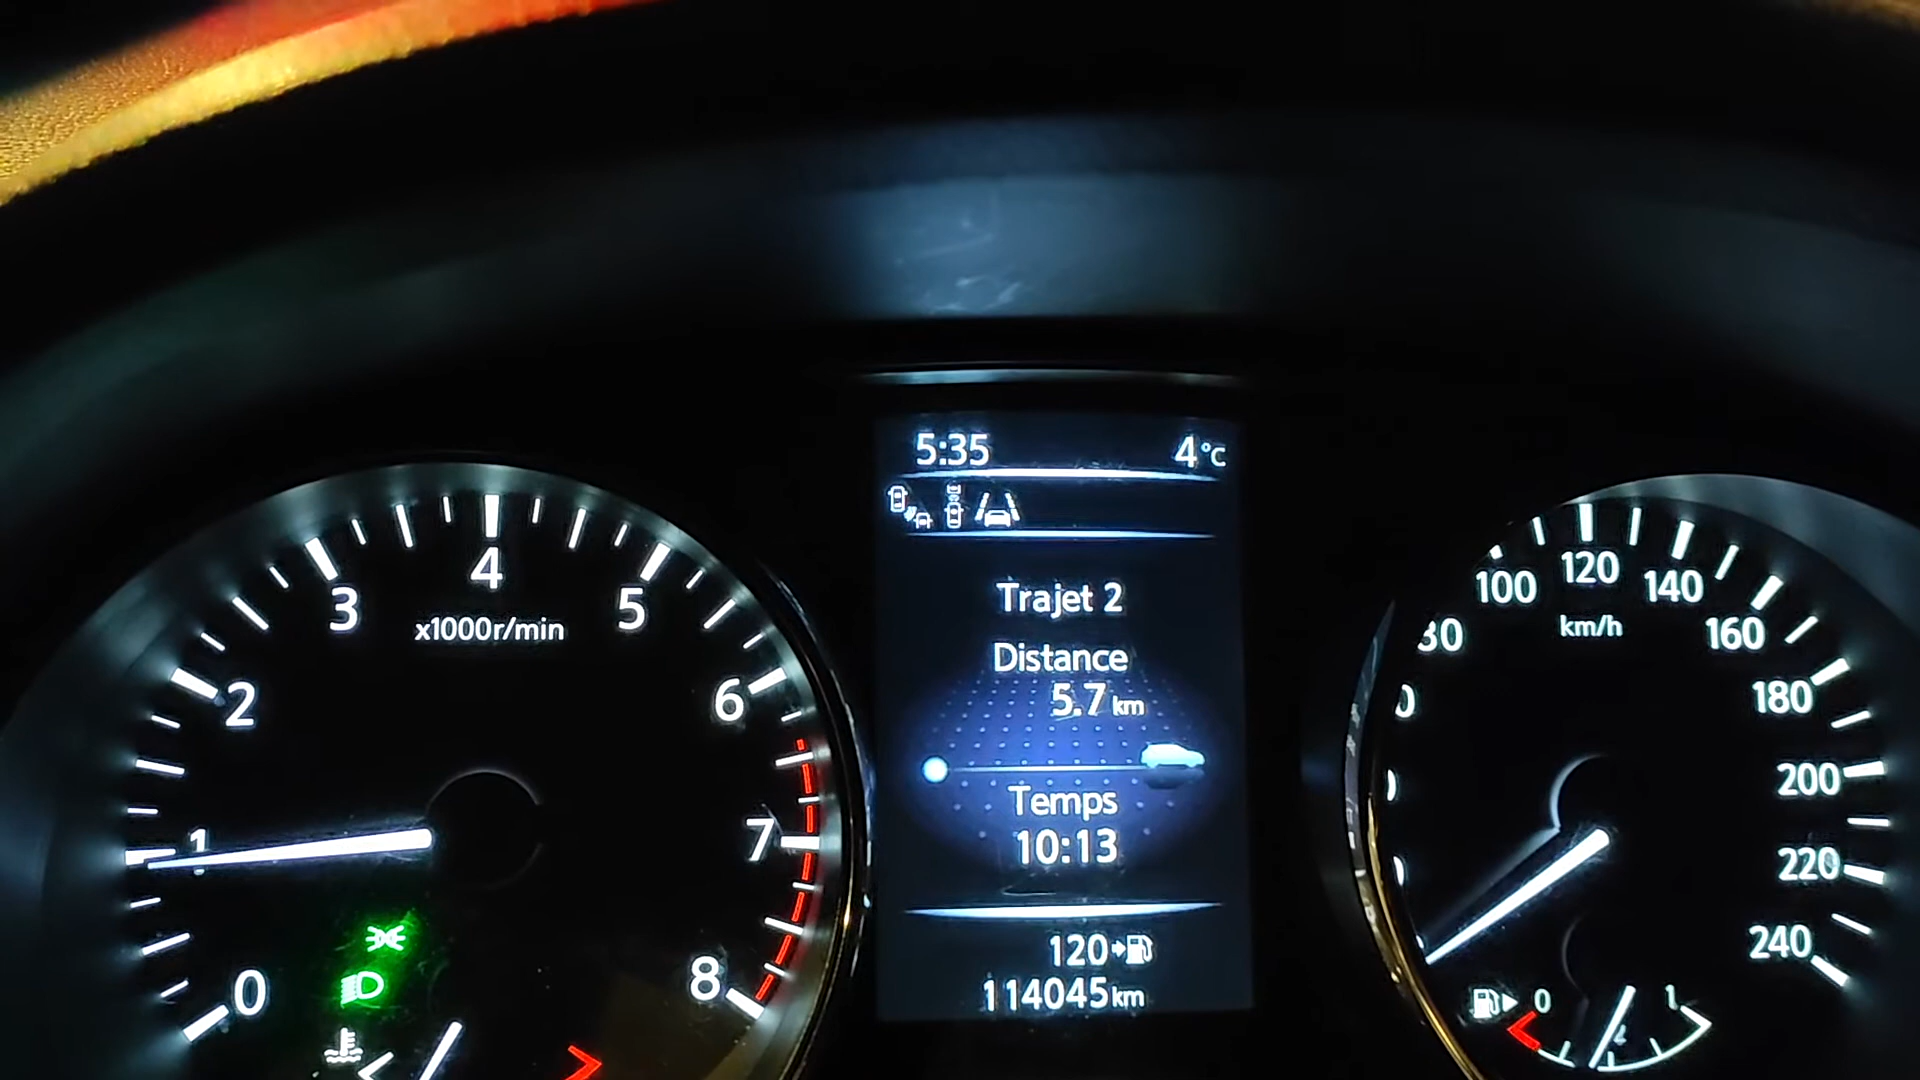 5:35 4°C
Trajet 2
Distance
5.7 km
Temps
10:13
120
114045km
0
1
2
3
4
5
6
7
8
x1000r/min
100
120
140
160
180
200
220
240
km/h
0
1